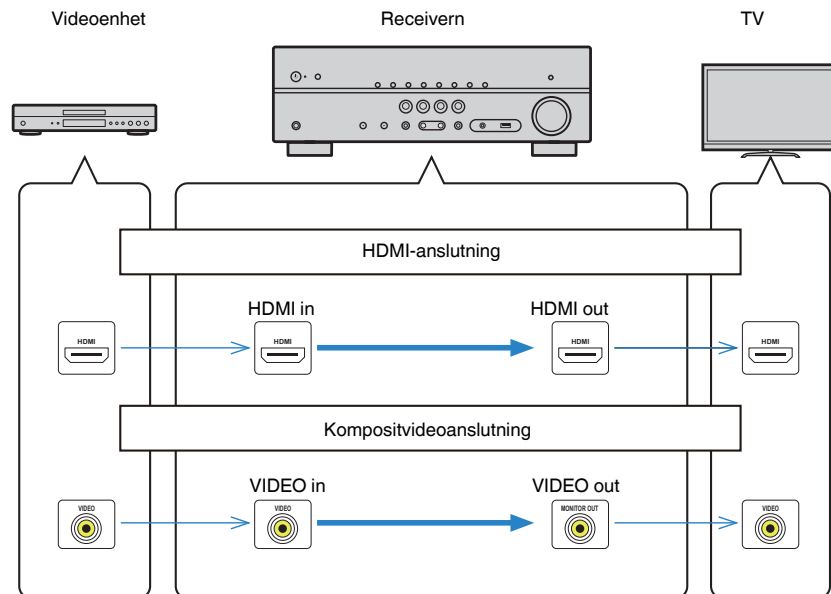 Videoenhet
Receivern
TV
HDMI-anslutning
HDMI in
HDMI out
HDMI
HDMI
HDMI
HDMI
Kompositvideoanslutning
VIDEO in
VIDEO out
VIDEO
VIDEO
MONITOR OUT
VIDEO